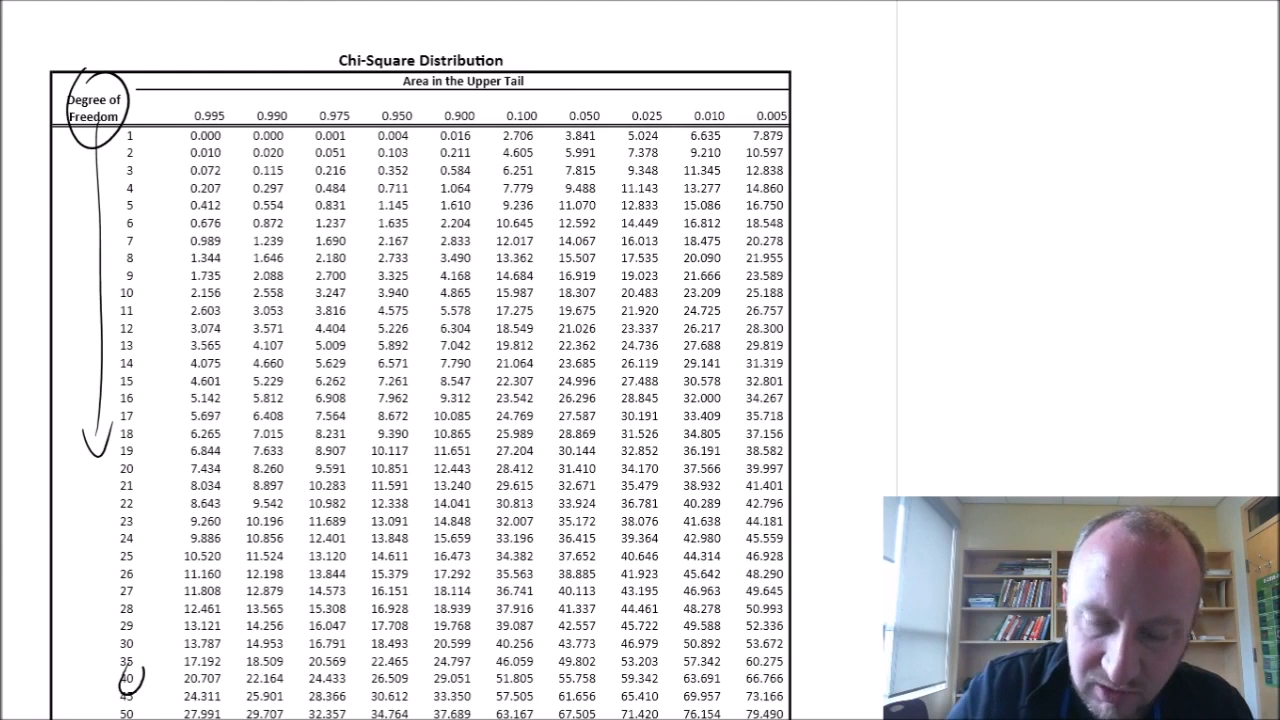 Chi-Square Distribution
Area in the Upper Tail
Degree of
Freedom 0.995 0.990 0.975 0.950 0.900 0.100 0.050 0.025 0.010 0.005
1 0.000 0.000 0.001 0.004 0.016 2.706 3.841 5.024 6.635 7.879
2 0.010 0.020 0.051 0.103 0.211 4.605 5.991 7.378 9.210 10.597
3 0.072 0.115 0.216 0.352 0.584 6.251 7.815 9.348 11.345 12.838
4 0.207 0.297 0.484 0.711 1.064 7.779 9.488 11.143 13.277 14.860
5 0.412 0.554 0.831 1.145 1.610 9.236 11.070 12.833 15.086 16.750
6 0.676 0.872 1.237 1.635 2.204 10.645 12.592 14.449 16.812 18.548
7 0.989 1.239 1.690 2.167 2.833 12.017 14.067 16.013 18.475 20.278
8 1.344 1.646 2.180 2.733 3.490 13.362 15.507 17.535 20.090 21.955
9 1.735 2.088 2.700 3.325 4.168 14.684 16.919 19.023 21.666 23.589
10 2.156 2.558 3.247 3.940 4.865 15.987 18.307 20.483 23.209 25.188
11 2.603 3.053 3.816 4.575 5.578 17.275 19.675 21.920 24.725 26.757
12 3.074 3.571 4.404 5.226 6.304 18.549 21.026 23.337 26.217 28.300
13 3.565 4.107 5.009 5.892 7.042 19.812 22.362 24.736 27.688 29.819
14 4.075 4.660 5.629 6.571 7.790 21.064 23.685 26.119 29.141 31.319
15 4.601 5.229 6.262 7.261 8.547 22.307 24.996 27.488 30.578 32.801
16 5.142 5.812 6.908 7.962 9.312 23.542 26.296 28.845 32.000 34.267
17 5.697 6.408 7.564 8.672 10.085 24.769 27.587 30.191 33.409 35.718
18 6.265 7.015 8.231 9.390 10.865 25.989 28.869 31.526 34.805 37.156
19 6.844 7.633 8.907 10.117 11.651 27.204 30.144 32.852 36.191 38.582
20 7.434 8.260 9.591 10.851 12.443 28.412 31.410 34.170 37.566 39.997
21 8.034 8.897 10.283 11.591 13.240 29.615 32.671 35.479 38.932 41.401
22 8.643 9.542 10.982 12.338 14.041 30.813 33.924 36.781 40.289 42.796
23 9.260 10.196 11.689 13.091 14.848 32.007 35.172 38.076 41.638 44.181
24 9.886 10.856 12.401 13.848 15.659 33.196 36.415 39.364 42.980 45.559
25 10.520 11.524 13.120 14.611 16.473 34.382 37.652 40.646 44.314 46.928
26 11.160 12.198 13.844 15.379 17.292 35.563 38.885 41.923 45.642 48.290
27 11.808 12.879 14.573 16.151 18.114 36.741 40.113 43.195 46.963 49.645
28 12.461 13.565 15.308 16.928 18.939 37.916 41.337 44.461 48.278 50.993
29 13.121 14.256 16.047 17.708 19.768 39.087 42.557 45.722 49.588 52.336
30 13.787 14.953 16.791 18.493 20.599 40.256 43.773 46.979 50.892 53.672
35 17.192 18.509 20.569 22.465 24.797 46.059 49.802 53.203 57.342 60.275
40 20.707 22.164 24.433 26.509 29.051 51.805 55.758 59.342 63.691 66.766
45 24.311 25.901 28.366 30.612 33.350 57.505 61.656 65.410 69.957 73.166
50 27.991 29.707 32.357 34.764 37.689 63.167 67.505 71.420 76.154 79.490